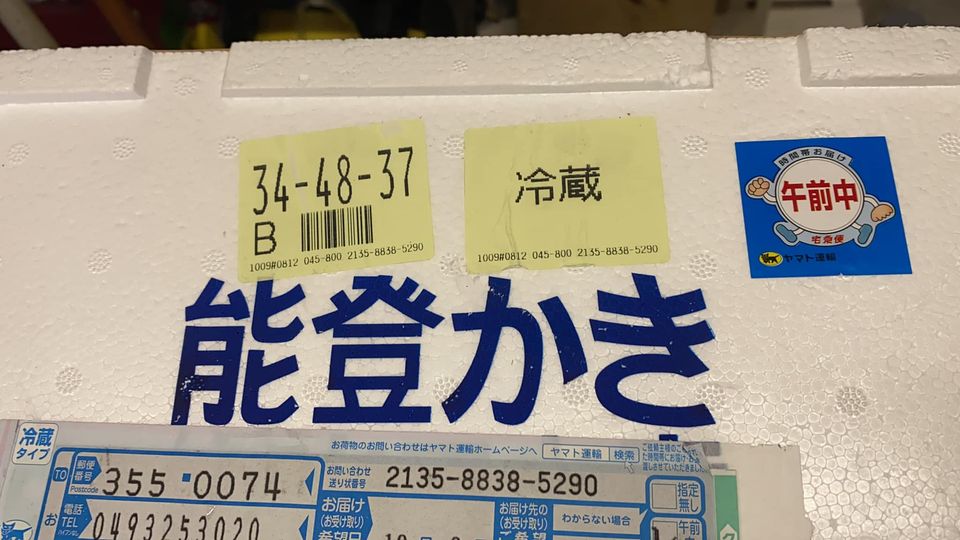 34-48-37
B
1009#0812 045-800 2135-8838-5290
冷蔵
1009#0812 045-800 2135-8838-5290
時間帯お届け
午前中
宅急便
ヤマト運輸
能登かき
冷蔵
タイプ
お荷物のお問い合わせはヤマト運輸ホームページへ ヤマト運輸 検索
TO 郵便番号 Postcode 355-0074
お問い合わせ
送り状番号 2135-8838-5290
指定無し
電話 TEL 0493253020
お届け
(お受け取り)
希望日
お届け先の
(お受け取り)
わからない場合
午前